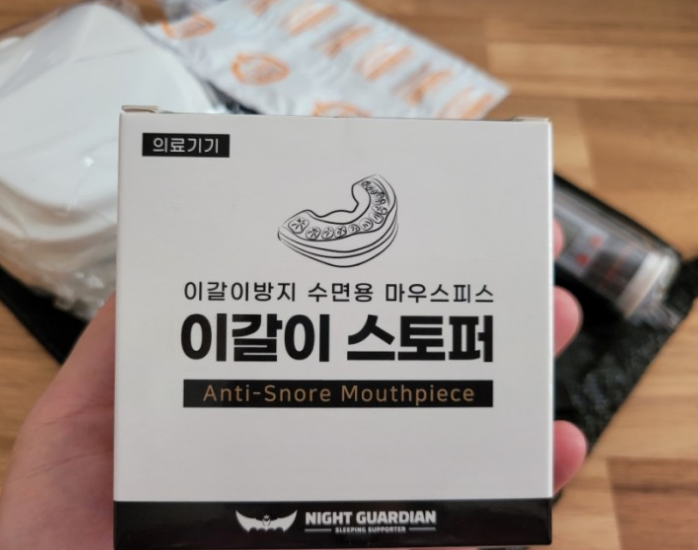 의료기기
이갈이방지 수면용 마우스피스
이갈이 스토퍼
Anti-Snore Mouthpiece
NIGHT GUARDIAN
SLEEPING SUPPORTER